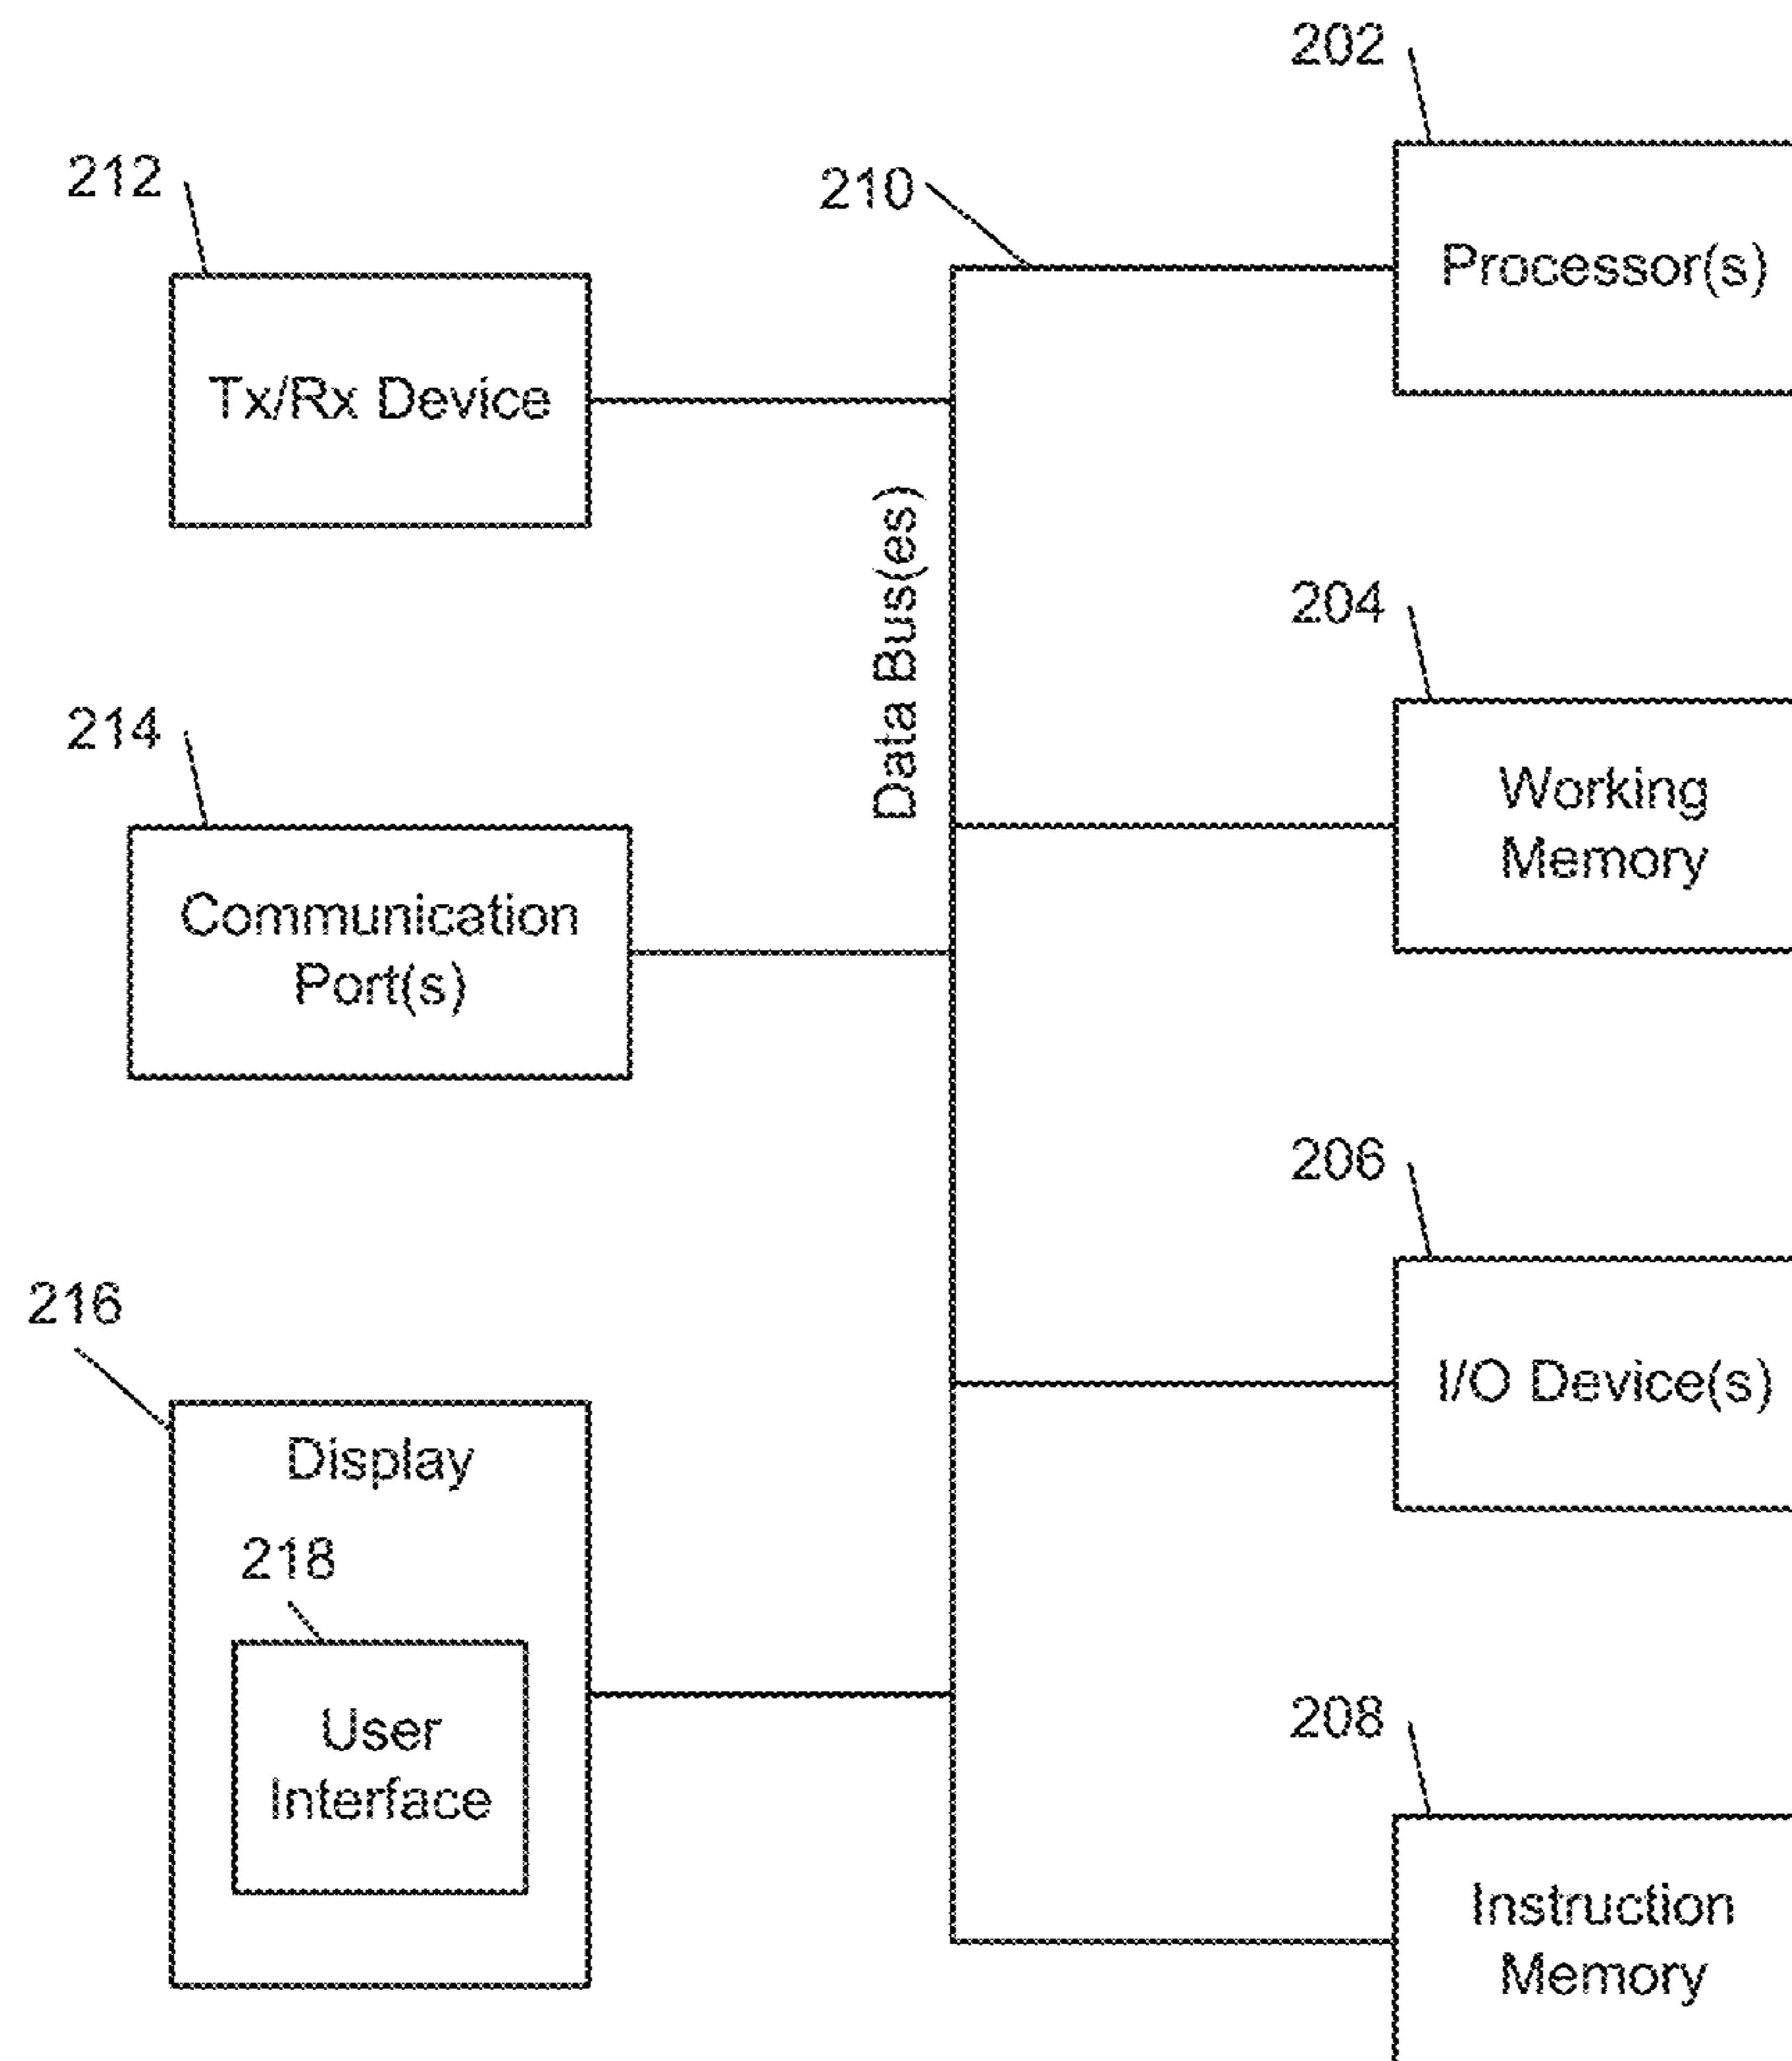 202
212
210
Processor(s)
Tx/Rx Device
Data Bus(es)
204
214
Working
Memory
Communication
Port(s)
206
216
I/O Device(s)
Display
218
User
Interface
208
Instruction
Memory